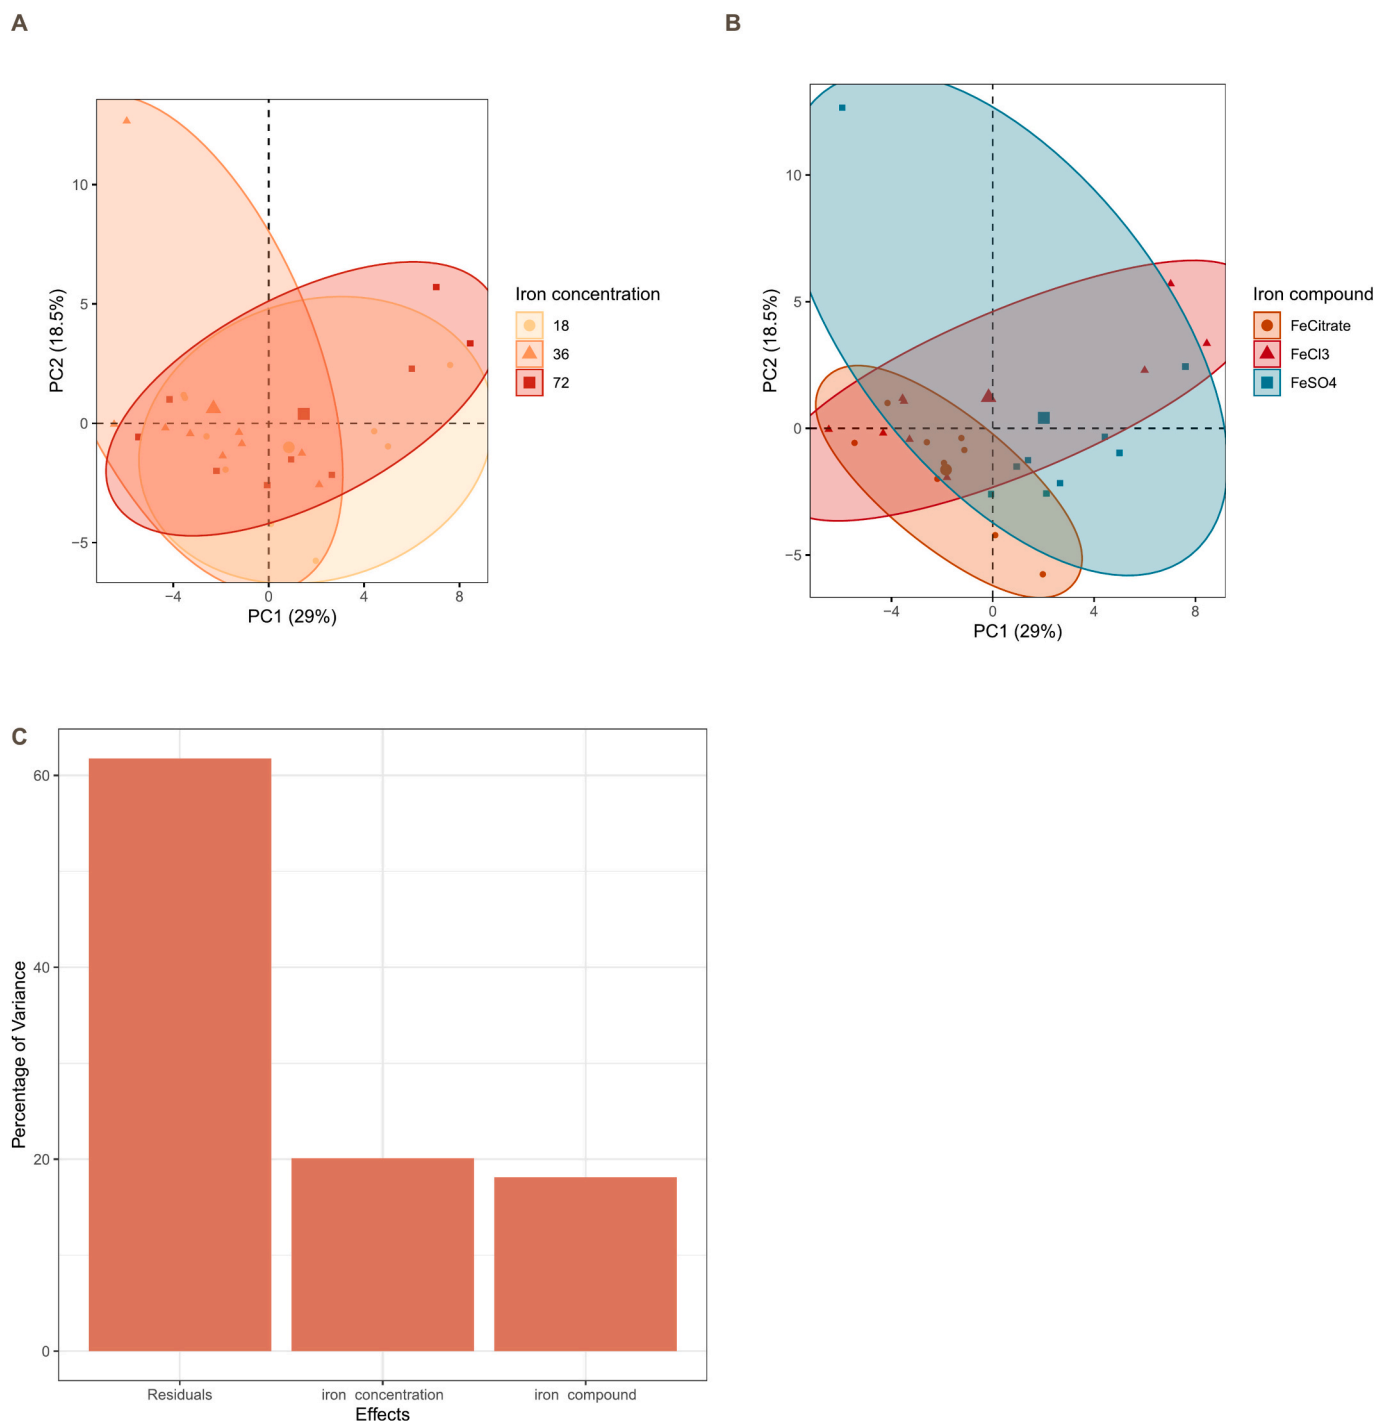 A
10
5
0
−5
−4
0
4
8
PC2 (18.5%)
PC1 (29%)
Iron concentration
18
36
72
B
10
5
0
−5
−4
0
4
8
PC2 (18.5%)
PC1 (29%)
Iron compound
FeCitrate
FeCl3
FeSO4
C
60
40
20
0
Percentage of Variance
Residuals
iron concentration
iron compound
Effects